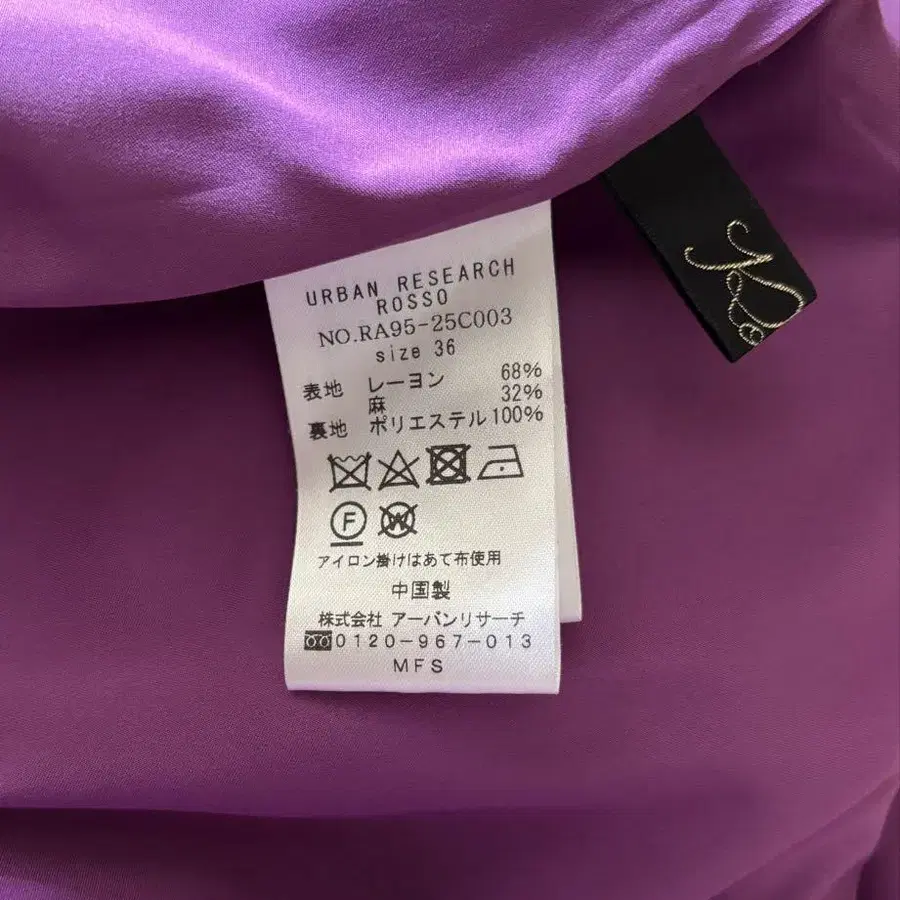 URBAN RESEARCH
ROSSO
NO.RA95-25C003
size 36
表地 レーヨン 68%
麻 32%
裏地 ポリエステル 100%
F W
アイロン掛けはあて布使用
中国製
株式会社 アーバンリサーチ
0120-967-013
MFS